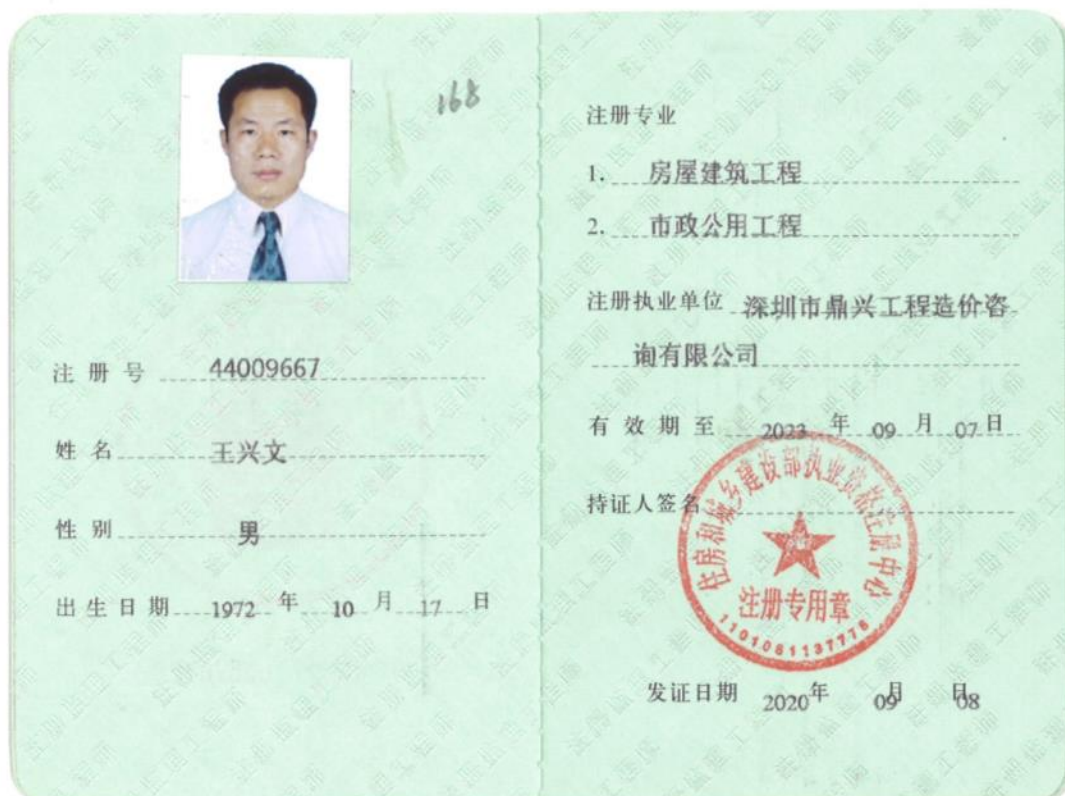 168
注册号 44009667
姓名 王兴文
性别 男
出生日期 1972 年 10 月 17 日
注册专业
1. 房屋建筑工程
2. 市政公用工程
注册执业单位 深圳市鼎兴工程造价咨
询有限公司
有效期至 2023 年 09 月 07 日
持证人签名
住房和城乡建设部执业资格注册中心
注册专用章
1101081137778
发证日期 2020年 09月 08日